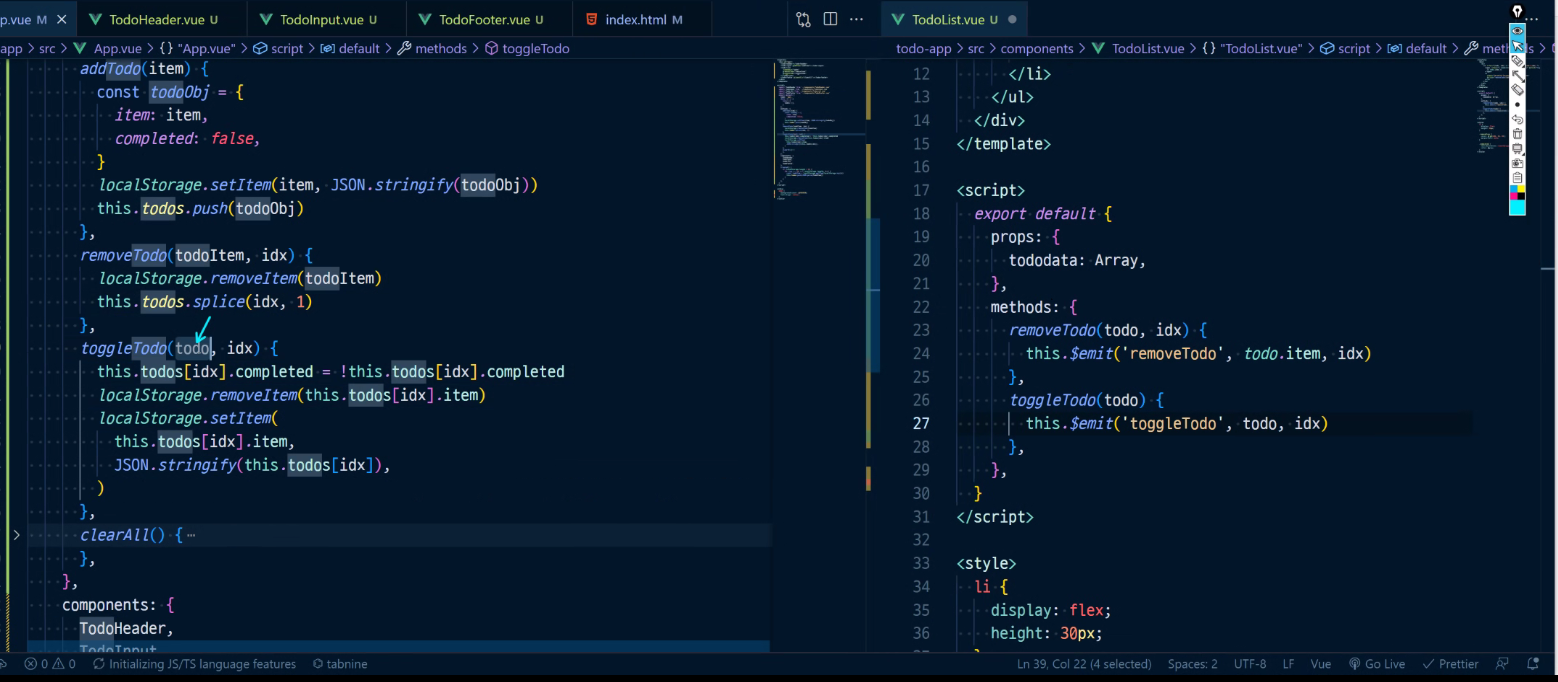 p.vue M × TodoHeader.vue U TodoInput.vue U TodoFooter.vue U index.html M ··· TodoList.vue U ● ···
app > src > App.vue > {} "App.vue" > script > default > methods > toggleTodo
addTodo(item) {
const todoObj = {
item: item,
completed: false,
}
localStorage.setItem(item, JSON.stringify(todoObj))
this.todos.push(todoObj)
},
removeTodo(todoItem, idx) {
localStorage.removeItem(todoItem)
this.todos.splice(idx, 1)
},
toggleTodo(todo, idx) {
this.todos[idx].completed = !this.todos[idx].completed
localStorage.removeItem(this.todos[idx].item)
localStorage.setItem(
this.todos[idx].item,
JSON.stringify(this.todos[idx]),
)
},
clearAll() { ···
},
},
components: {
TodoHeader,
TodoInput
todo-app > src > components > TodoList.vue > {} "TodoList.vue" > script > default >
12 </li>
13 </ul>
14 </div>
15 </template>
16
17 <script>
18 export default {
19 props: {
20 tododata: Array,
21 },
22 methods: {
23 removeTodo(todo, idx) {
24 this.$emit('removeTodo', todo.item, idx)
25 },
26 toggleTodo(todo) {
27 this.$emit('toggleTodo', todo, idx)
28 },
29 },
30 }
31 </script>
32
33 <style>
34 li {
35 display: flex;
36 height: 30px;
0 0 Initializing JS/TS language features tabnine Ln 39, Col 22 (4 selected) Spaces: 2 UTF-8 LF Vue Go Live Prettier